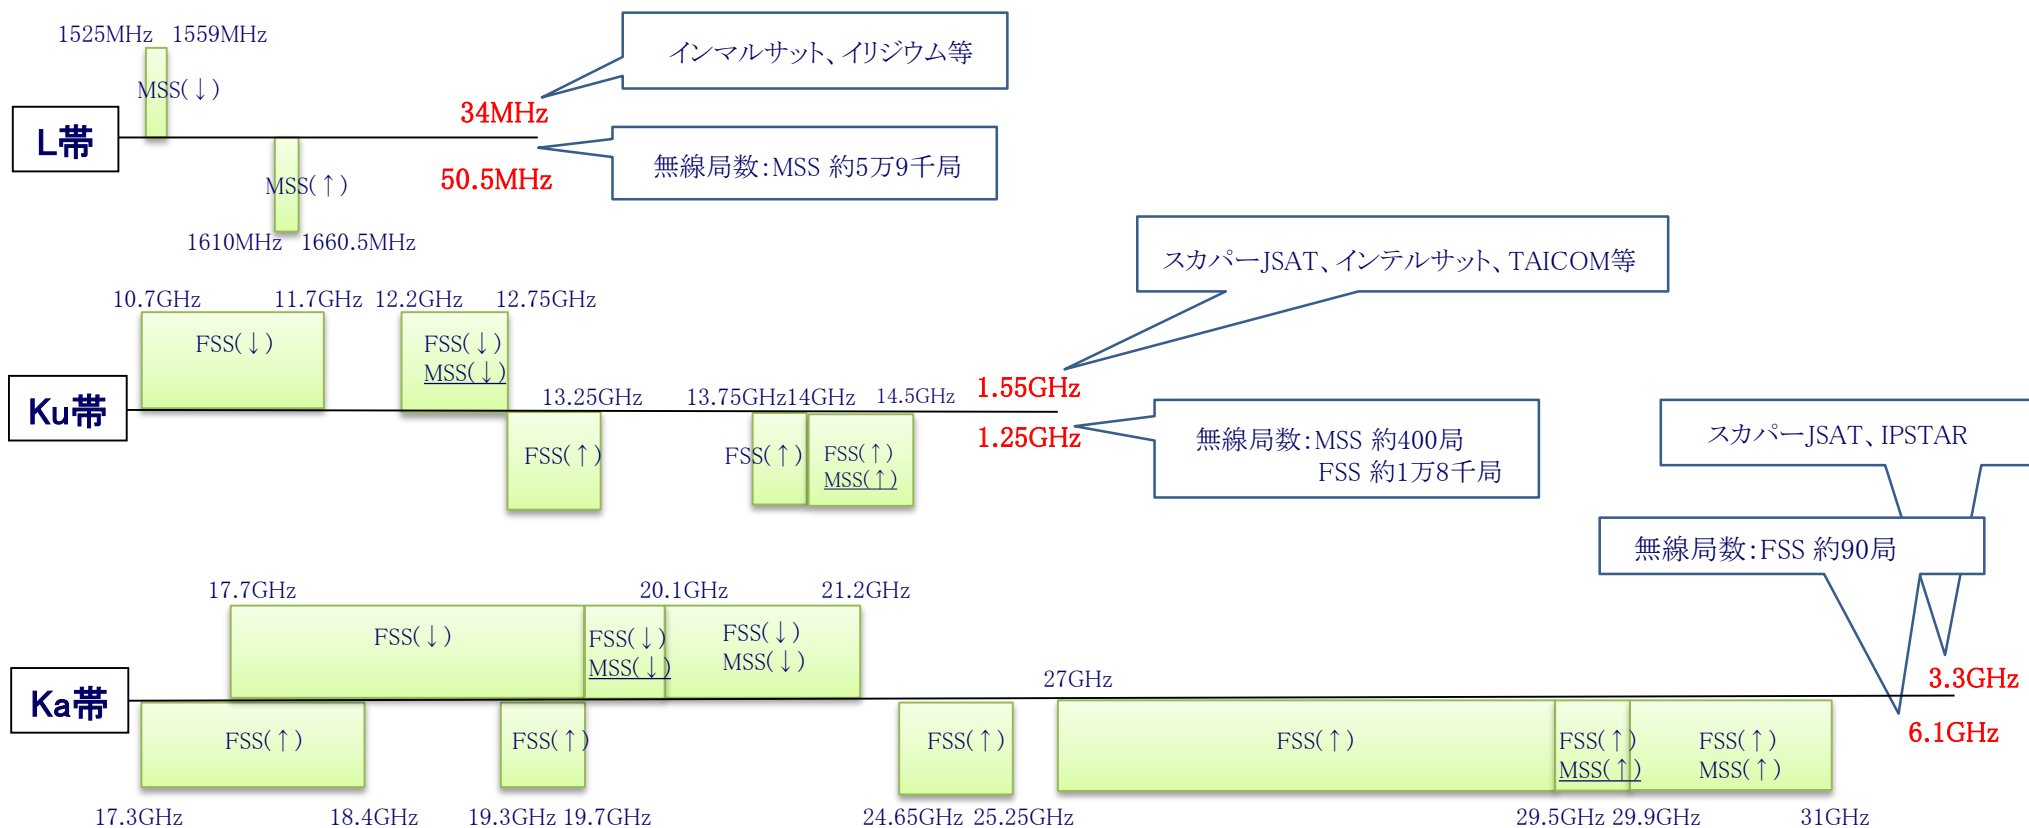 1525MHz 1559MHz
MSS(↓)
L帯
MSS(↑)
1610MHz 1660.5MHz
34MHz
50.5MHz
インマルサット、イリジウム等
無線局数：MSS 約5万9千局
10.7GHz 11.7GHz 12.2GHz 12.75GHz
FSS(↓)
FSS(↓)
MSS(↓)
Ku帯
13.25GHz 13.75GHz 14GHz 14.5GHz
FSS(↑)
FSS(↑)
FSS(↑)
MSS(↑)
1.55GHz
1.25GHz
スカパーJSAT、インテルサット、TAICOM等
無線局数：MSS 約400局
FSS 約1万8千局
スカパーJSAT、IPSTAR
無線局数：FSS 約90局
17.7GHz 20.1GHz 21.2GHz
FSS(↓)
FSS(↓)
MSS(↓)
FSS(↓)
MSS(↓)
Ka帯
27GHz
3.3GHz
6.1GHz
FSS(↑)
FSS(↑)
FSS(↑)
FSS(↑)
FSS(↑)
MSS(↑)
FSS(↑)
MSS(↑)
17.3GHz 18.4GHz 19.3GHz 19.7GHz 24.65GHz 25.25GHz 29.5GHz 29.9GHz 31GHz